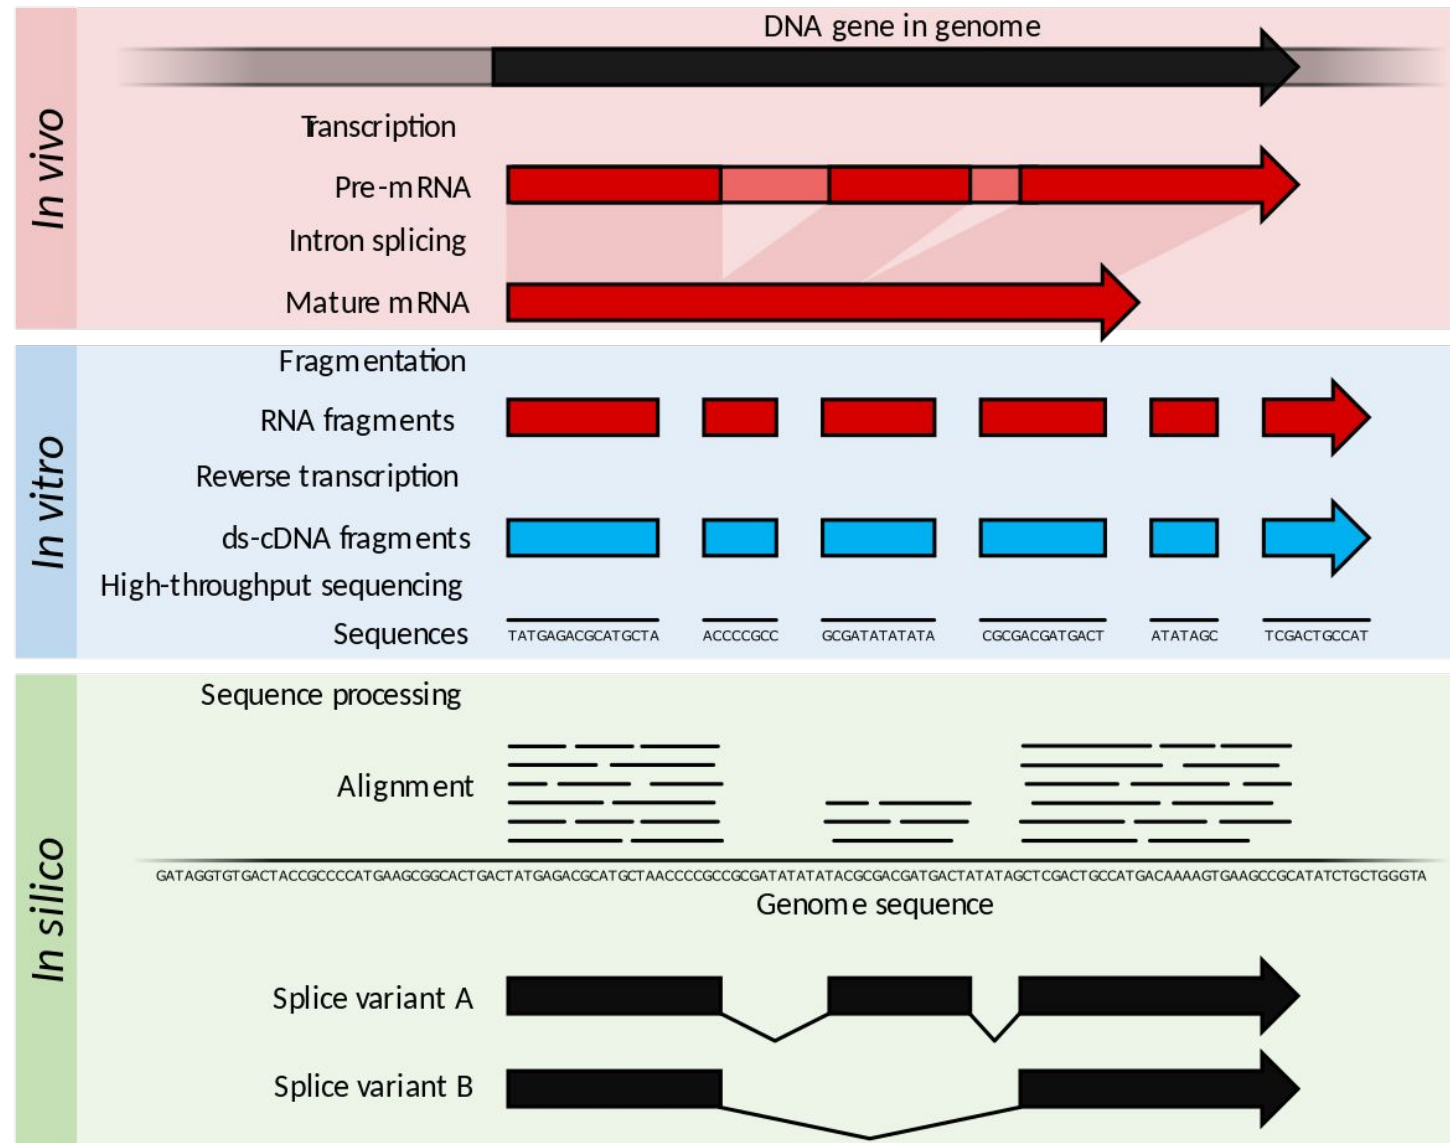 In vivo
DNA gene in genome
Transcription
Pre-mRNA
Intron splicing
Mature mRNA
In vitro
Fragmentation
RNA fragments
Reverse transcription
ds-cDNA fragments
High-throughput sequencing
Sequences
TATGAGACGCATGCTA ACCCCGCC GCGATATATATA CGCGACGATGACT ATATAGC TCGACTGCCAT
In silico
Sequence processing
Alignment
GATAGGTGTGACTACCGCCCCATGAAGCGGCACTGACTATGAGACGCATGCTAACCCCGCCGCGATATATATACGCGACGATGACTATATAGCTCGACTGCCATGACAAAAGTGAAGCCGCATATCTGCTGGGTA
Genome sequence
Splice variant A
Splice variant B